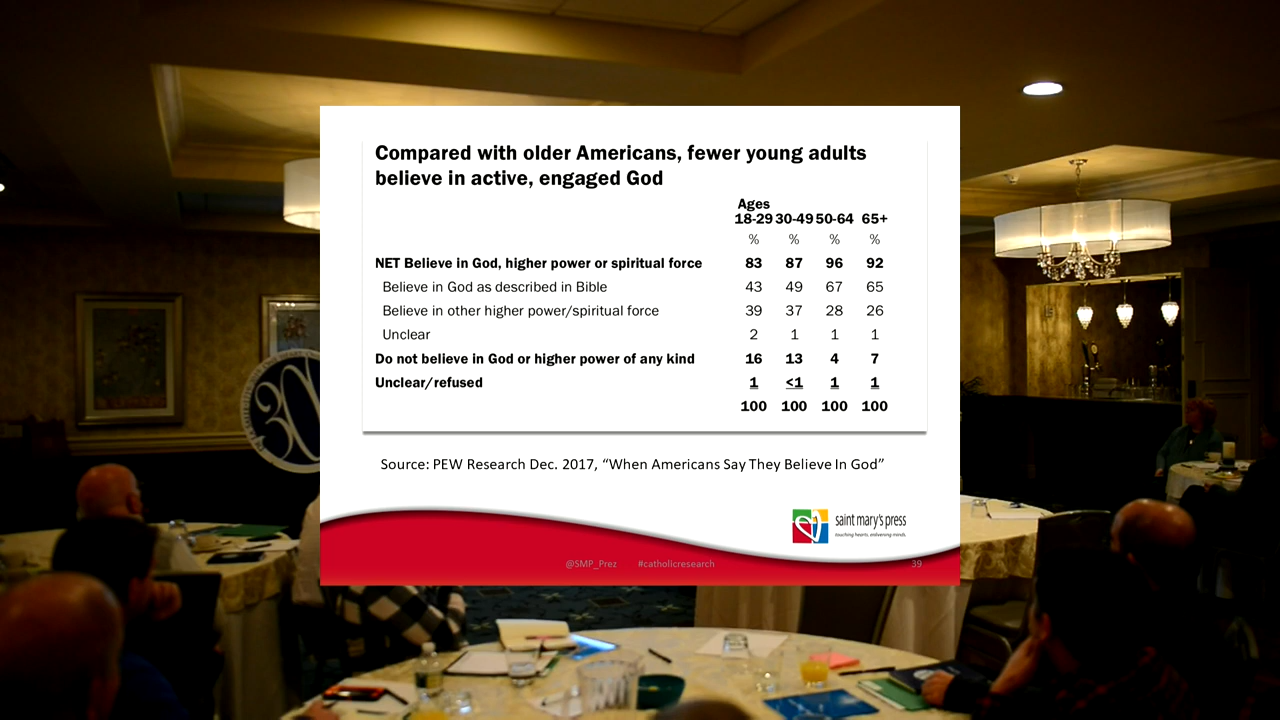 Compared with older Americans, fewer young adults
believe in active, engaged God
Ages
18-29 30-49 50-64 65+
% % % %
NET Believe in God, higher power or spiritual force 83 87 96 92
Believe in God as described in Bible 43 49 67 65
Believe in other higher power/spiritual force 39 37 28 26
Unclear 2 1 1 1
Do not believe in God or higher power of any kind 16 13 4 7
Unclear/refused 1 <1 1 1
100 100 100 100
Source: PEW Research Dec. 2017, “When Americans Say They Believe In God”
saint mary's press
touching hearts. enlivening minds.
@SMP_Prez #catholicresearch 39
30